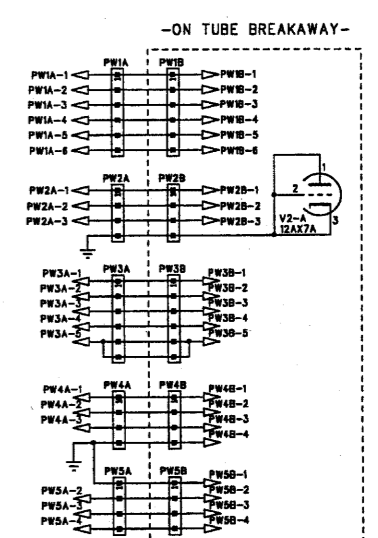 -ON TUBE BREAKAWAY-
PW1A PW1B
PW1A-1 PW1B-1
PW1A-2 PW1B-2
PW1A-3 PW1B-3
PW1A-4 PW1B-4
PW1A-5 PW1B-5
PW1A-6 PW1B-6
1
PW2A PW2B
PW2A-1 PW2B-1 2
PW2A-2 PW2B-2
PW2A-3 PW2B-3 3
V2-A
12AX7A
PW3A PW3B
PW3A-1 PW3B-1
PW3A-2 PW3B-2
PW3A-3 PW3B-3
PW3A-4 PW3B-4
PW3A-5 PW3B-5
PW4A PW4B
PW4A-1 PW4B-1
PW4A-2 PW4B-2
PW4A-3 PW4B-3
PW4B-4
PW5A PW5B
PW5B-1
PW5A-2 PW5B-2
PW5A-3 PW5B-3
PW5A-4 PW5B-4